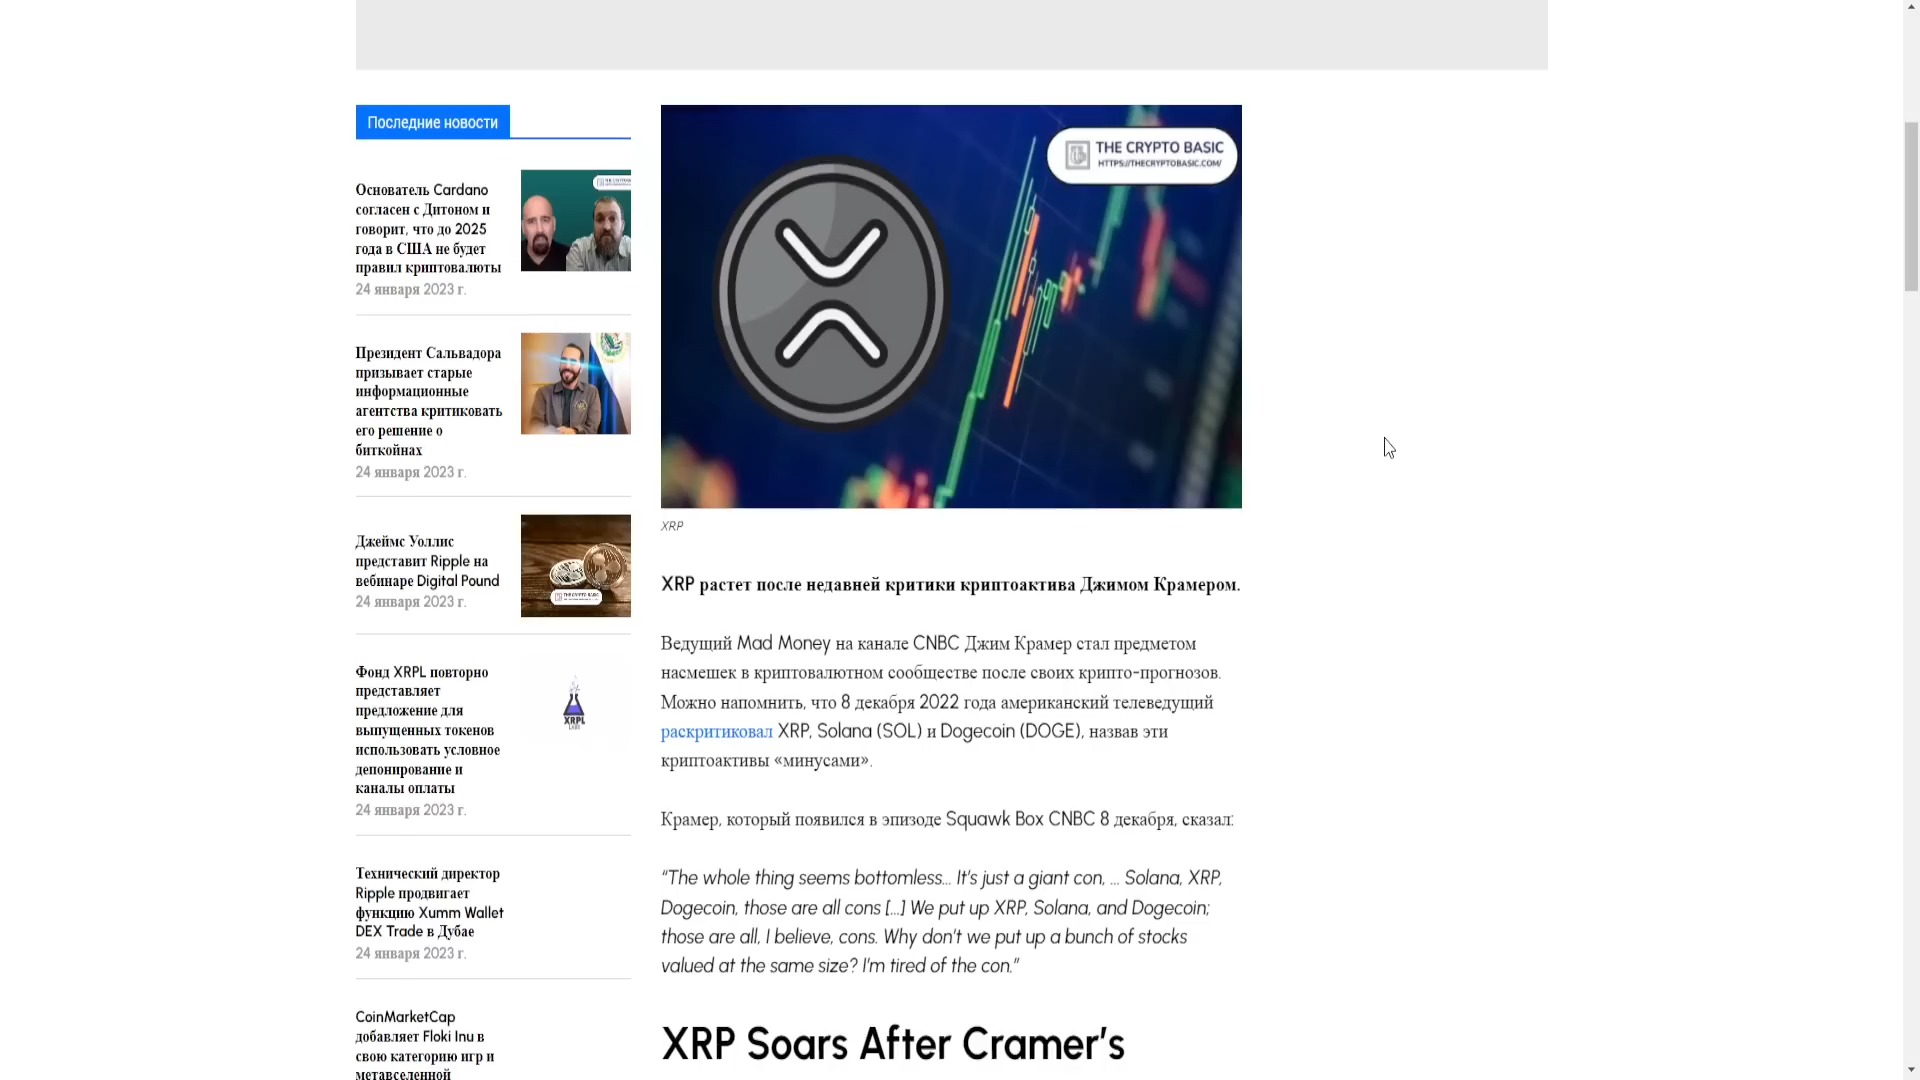 Последние новости
Основатель Cardano
согласен с Дитоном и
говорит, что до 2025
года в США не будет
правил криптовалюты
24 января 2023 г.
Президент Сальвадора
призывает старые
информационные
агентства критиковать
его решение о
биткойнах
24 января 2023 г.
Джеймс Уоллис
представит Ripple на
вебинаре Digital Pound
24 января 2023 г.
Фонд XRPL повторно
представляет
предложение для
выпущенных токенов
использовать условное
депонирование и
каналы оплаты
24 января 2023 г.
XRPL
LABS
Технический директор
Ripple продвигает
функцию Xumm Wallet
DEX Trade в Дубае
24 января 2023 г.
CoinMarketCap
добавляет Floki Inu в
свою категорию игр и
метавселенной
THE CRYPTO BASIC
HTTPS://THECRYPTOBASIC.COM/
XRP
XRP растет после недавней критики криптоактива Джимом Крамером.
Ведущий Mad Money на канале CNBC Джим Крамер стал предметом
насмешек в криптовалютном сообществе после своих крипто-прогнозов.
Можно напомнить, что 8 декабря 2022 года американский телеведущий
раскритиковал XRP, Solana (SOL) и Dogecoin (DOGE), назвав эти
криптоактивы «минусами».
Крамер, который появился в эпизоде Squawk Box CNBC 8 декабря, сказал:
“The whole thing seems bottomless… It’s just a giant con, … Solana, XRP,
Dogecoin, those are all cons […] We put up XRP, Solana, and Dogecoin;
those are all, I believe, cons. Why don’t we put up a bunch of stocks
valued at the same size? I’m tired of the con.”
XRP Soars After Cramer’s